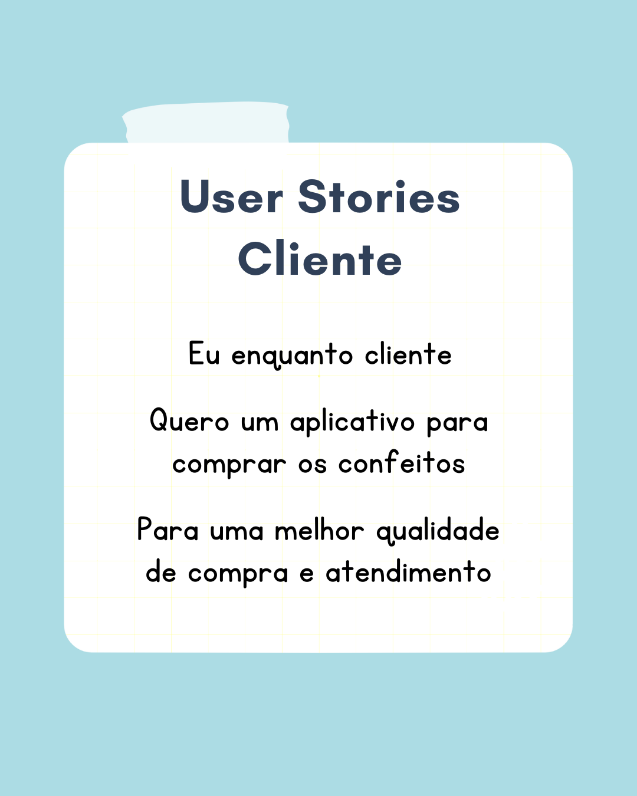 User Stories
Cliente
Eu enquanto cliente
Quero um aplicativo para
comprar os confeitos
Para uma melhor qualidade
de compra e atendimento